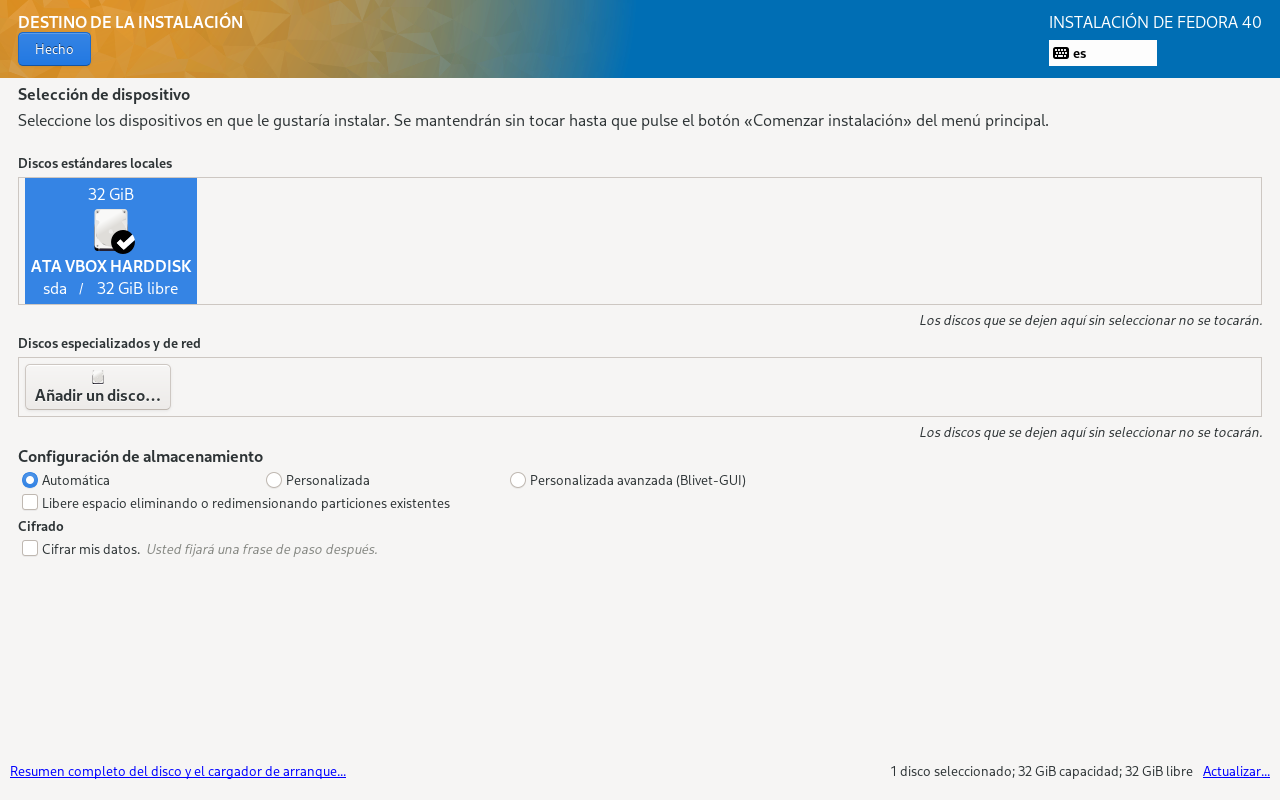 DESTINO DE LA INSTALACIÓN
INSTALACIÓN DE FEDORA 40
Hecho
es
Selección de dispositivo
Seleccione los dispositivos en que le gustaría instalar. Se mantendrán sin tocar hasta que pulse el botón «Comenzar instalación» del menú principal.
Discos estándares locales
32 GiB
ATA VBOX HARDDISK
sda / 32 GiB libre
Los discos que se dejen aquí sin seleccionar no se tocarán.
Discos especializados y de red
Añadir un disco…
Los discos que se dejen aquí sin seleccionar no se tocarán.
Configuración de almacenamiento
Automática Personalizada Personalizada avanzada (Blivet-GUI)
Libere espacio eliminando o redimensionando particiones existentes
Cifrado
Cifrar mis datos. Usted fijará una frase de paso después.
Resumen completo del disco y el cargador de arranque... 1 disco seleccionado; 32 GiB capacidad; 32 GiB libre Actualizar...